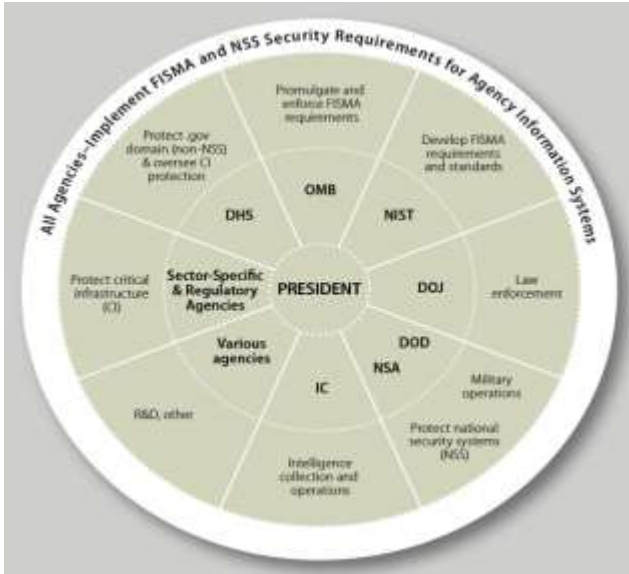 All Agencies–Implement FISMA and NSS Security Requirements for Agency Information Systems
Promulgate and
enforce FISMA
requirements
Develop FISMA
requirements
and standards
Protect .gov
domain (non-NSS)
& oversee CI
protection
OMB
NIST
DHS
Sector-Specific
& Regulatory
Agencies
PRESIDENT
DOJ
Law
enforcement
Protect critical
infrastructure
(CI)
Various
agencies
DOD
NSA
IC
Military
operations
R&D, other
Protect national
security systems
(NSS)
Intelligence
collection and
operations